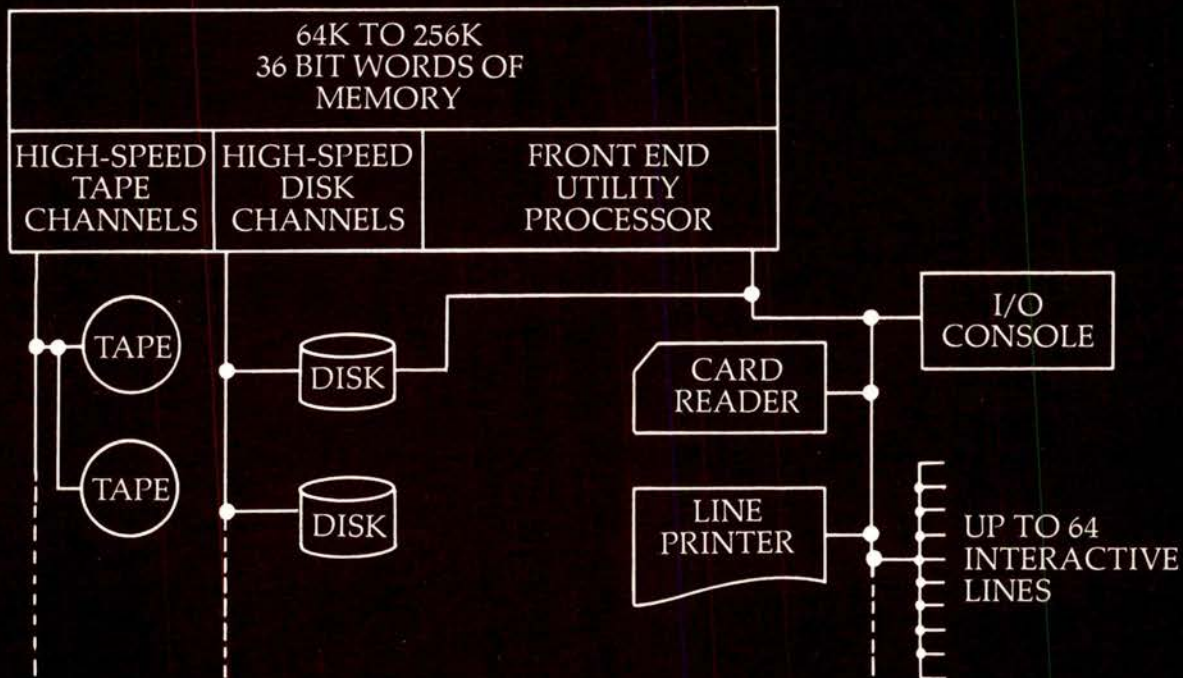 64K TO 256K
36 BIT WORDS OF
MEMORY
HIGH-SPEED
TAPE
CHANNELS
HIGH-SPEED
DISK
CHANNELS
FRONT END
UTILITY
PROCESSOR
I/O
CONSOLE
TAPE
DISK
CARD
READER
TAPE
DISK
LINE
PRINTER
UP TO 64
INTERACTIVE
LINES